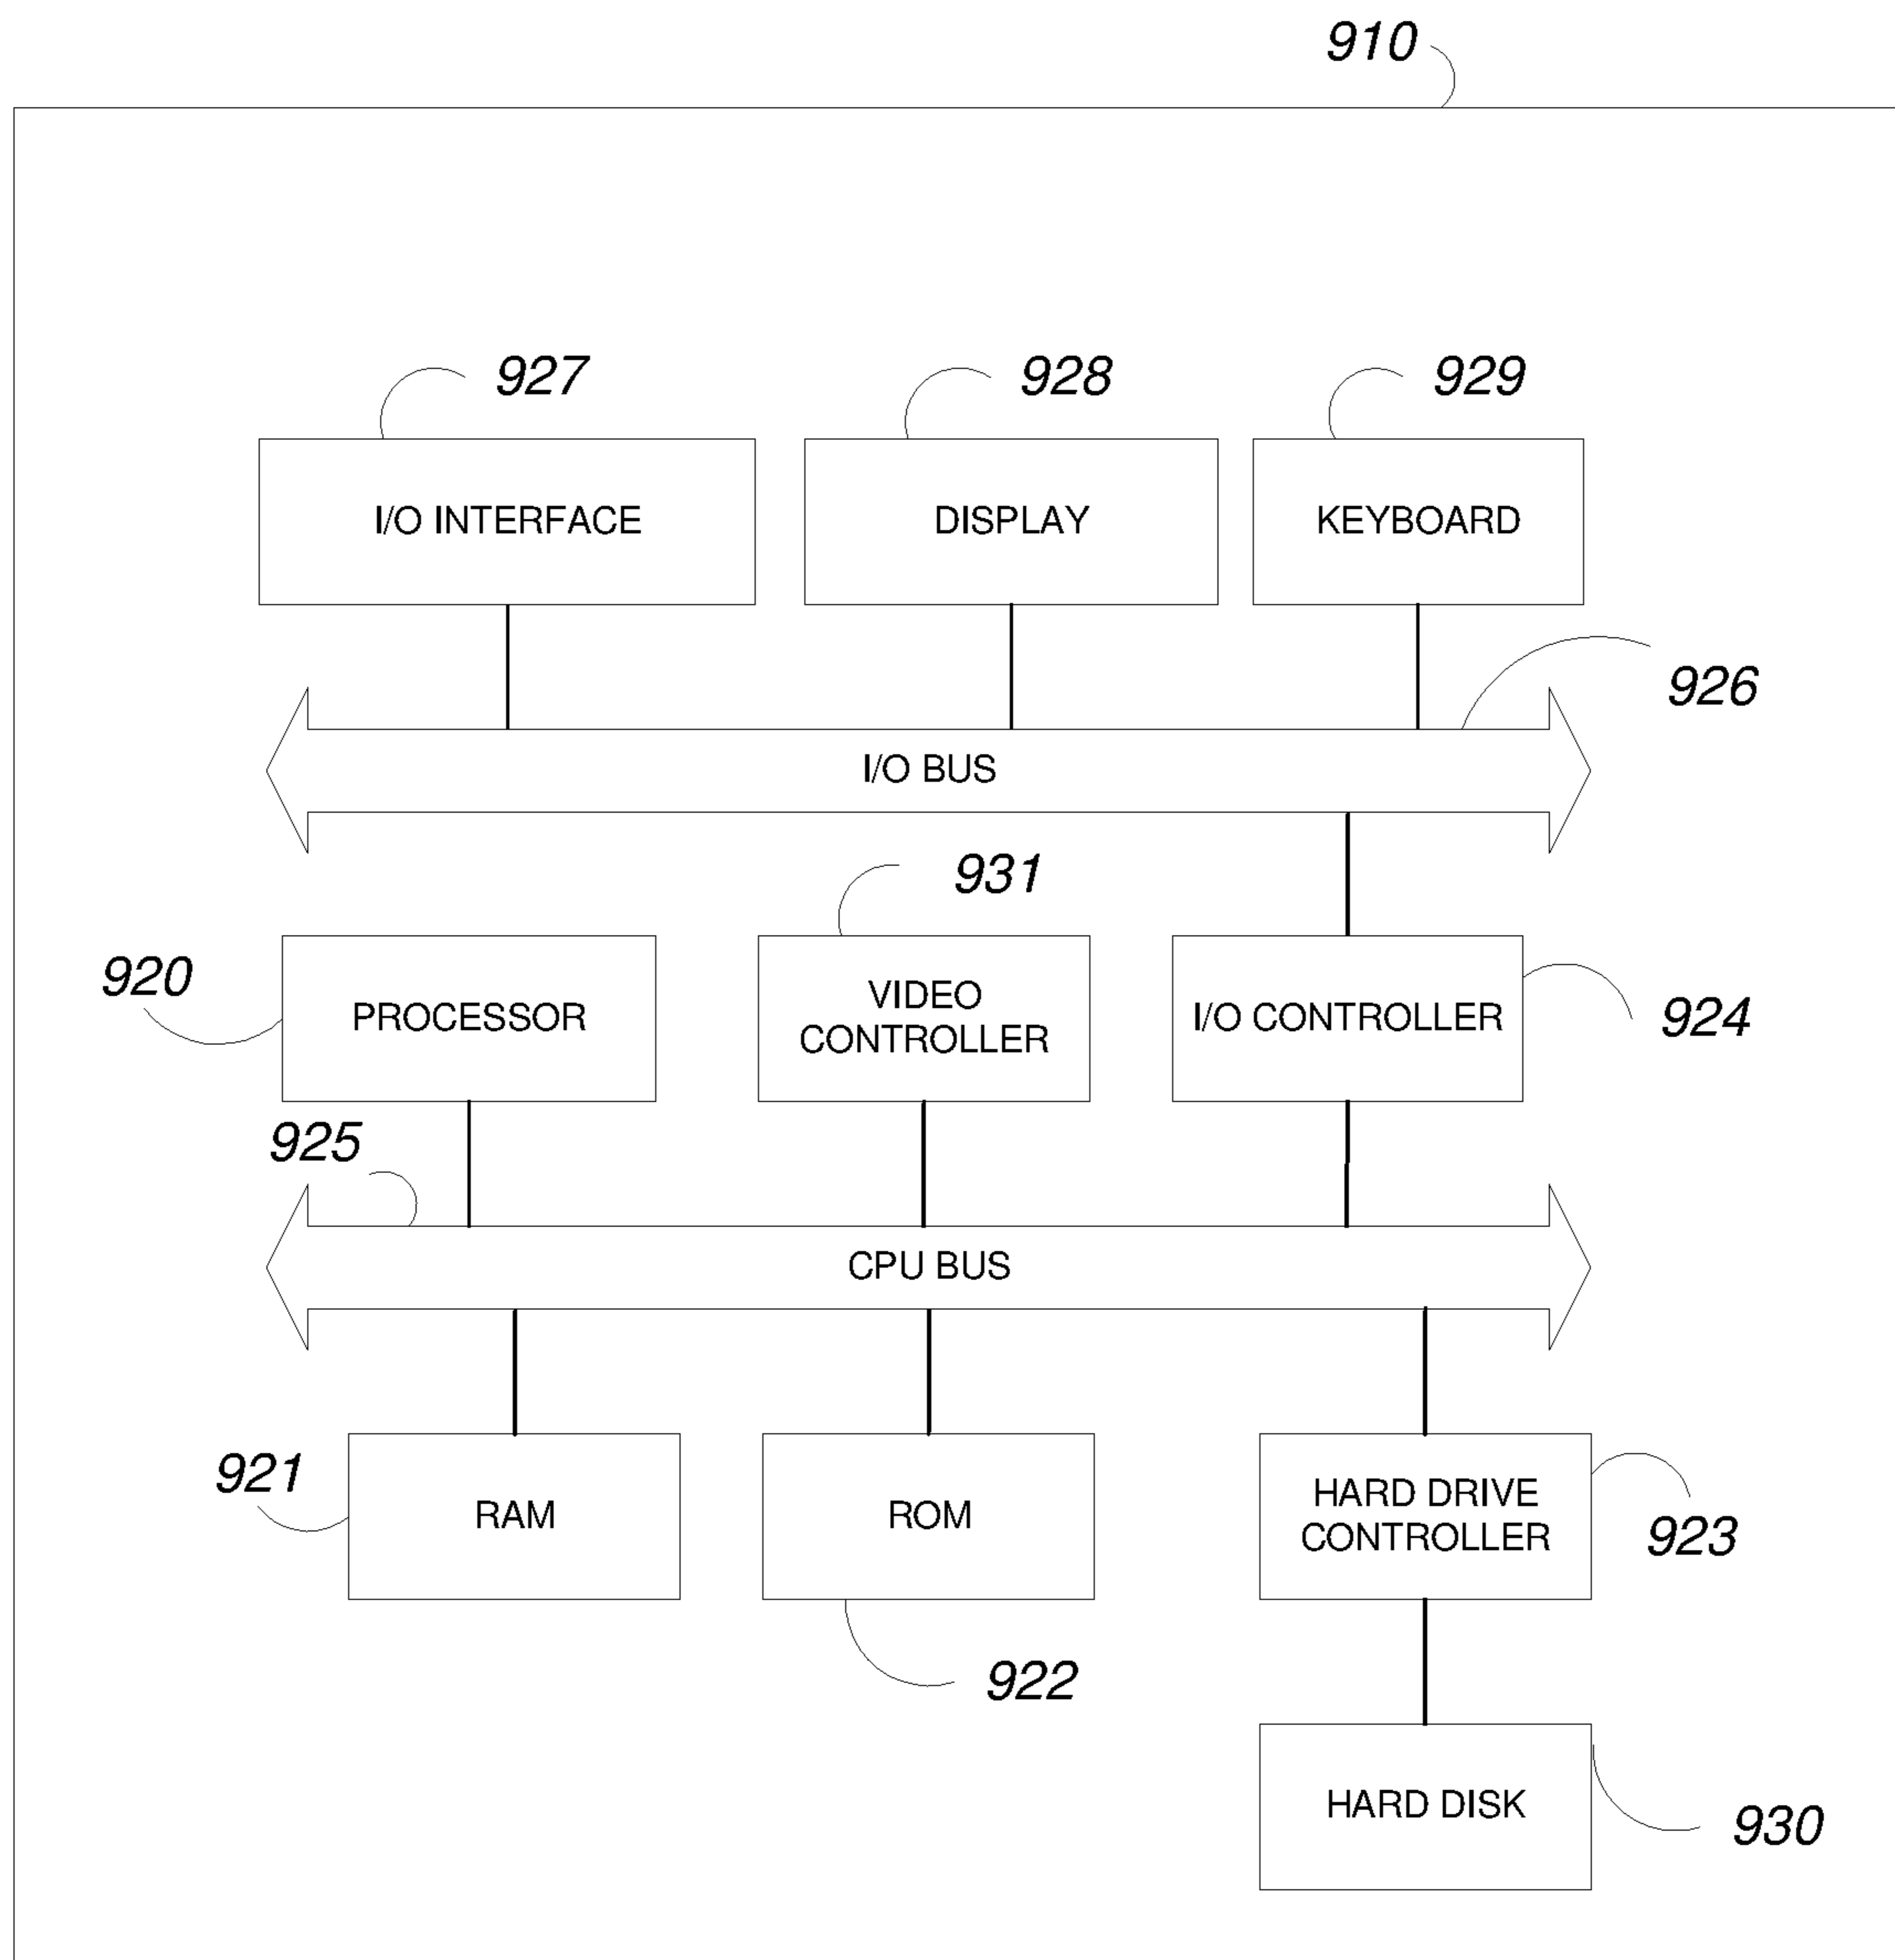 910
927
928
929
I/O INTERFACE
DISPLAY
KEYBOARD
926
I/O BUS
931
920
PROCESSOR
VIDEO
CONTROLLER
I/O CONTROLLER
924
925
CPU BUS
921
RAM
ROM
HARD DRIVE
CONTROLLER
923
922
HARD DISK
930